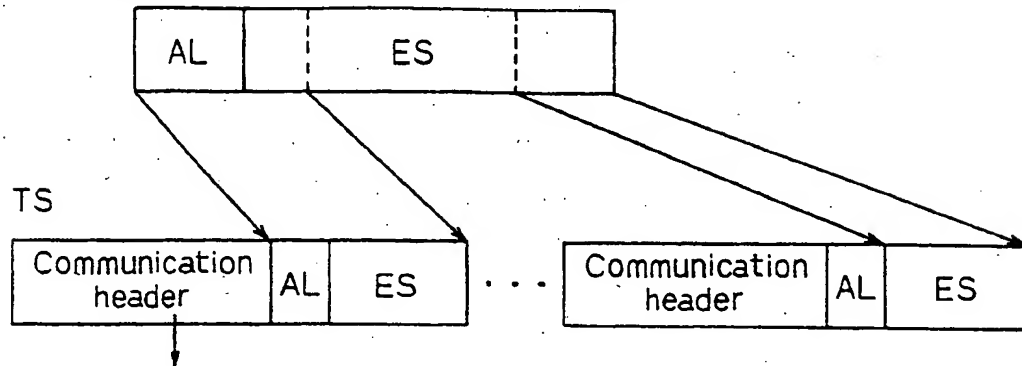 AL ES
TS
Communication
header
AL ES
. . .
Communication
header
AL ES